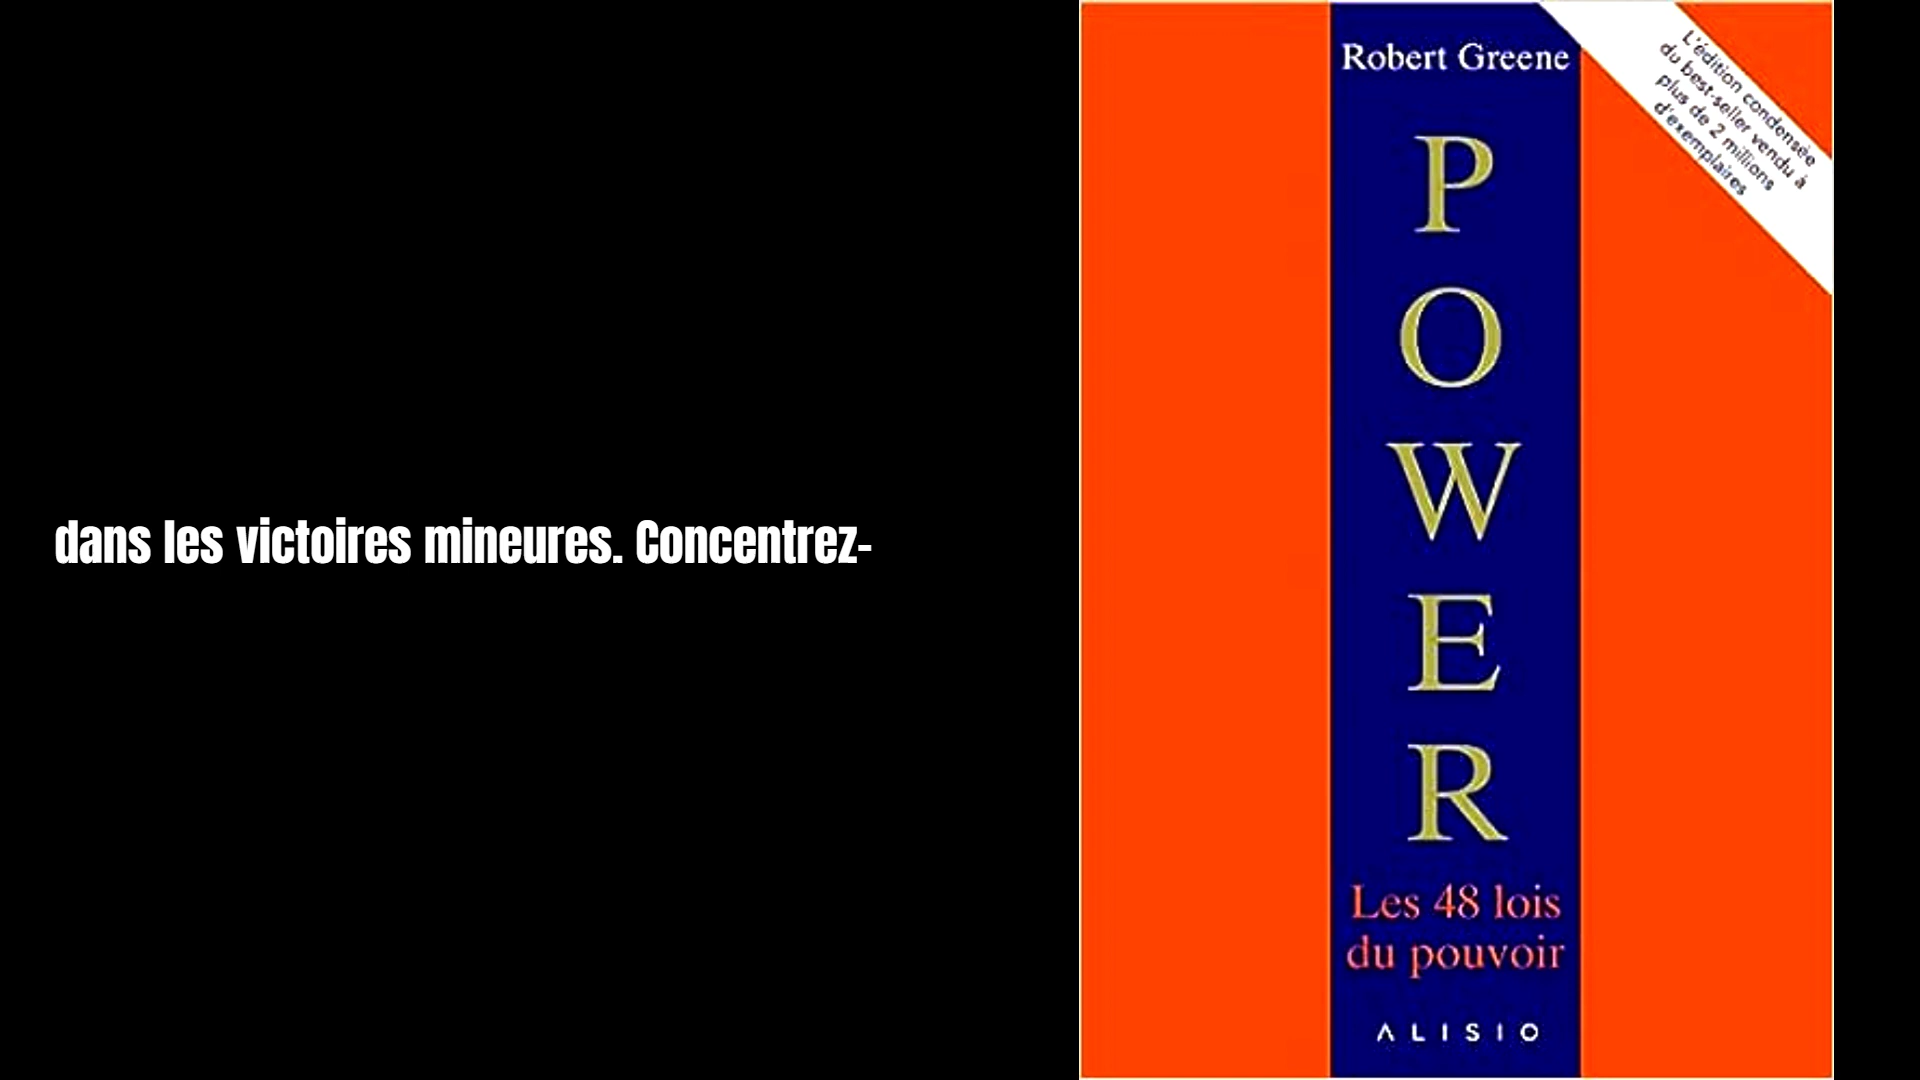 dans les victoires mineures. Concentrez-
Robert Greene
L'édition condensée
du best-seller vendu à
plus de 2 millions
d'exemplaires
POWER
Les 48 lois
du pouvoir
ALISIO